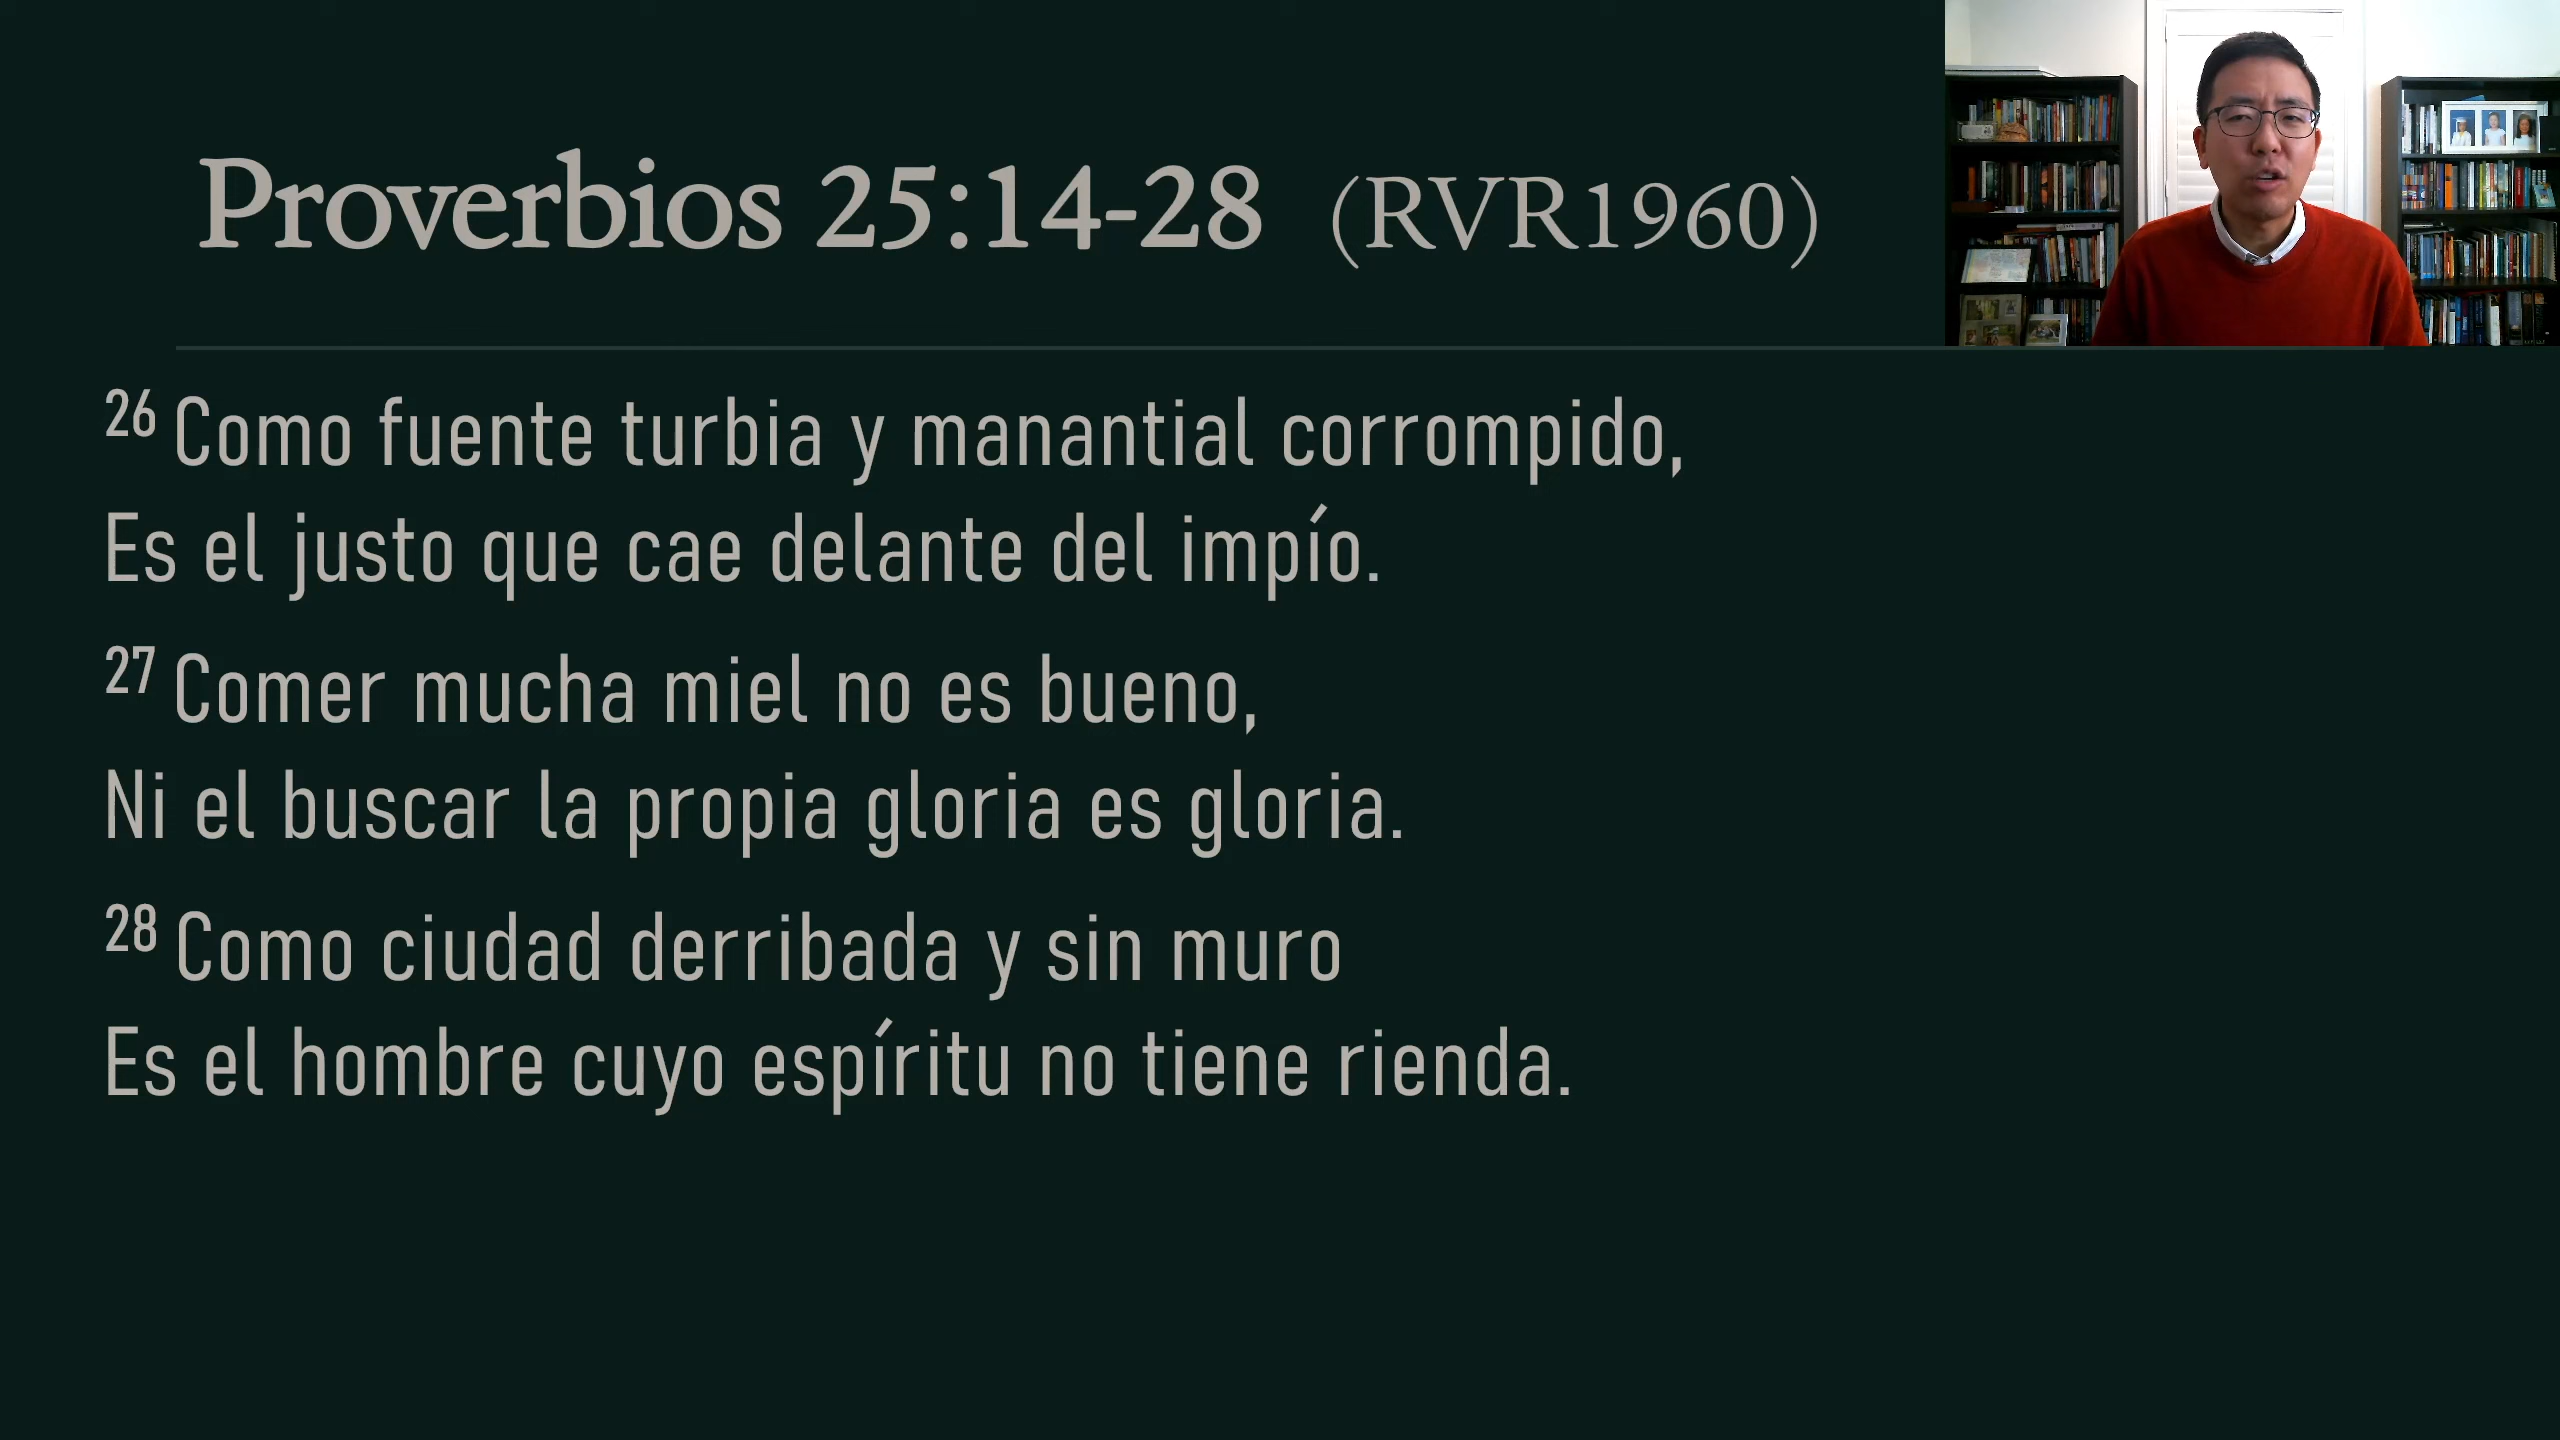 Proverbios 25:14-28 (RVR1960)
26 Como fuente turbia y manantial corrompido,
Es el justo que cae delante del impío.
27 Comer mucha miel no es bueno,
Ni el buscar la propia gloria es gloria.
28 Como ciudad derribada y sin muro
Es el hombre cuyo espíritu no tiene rienda.